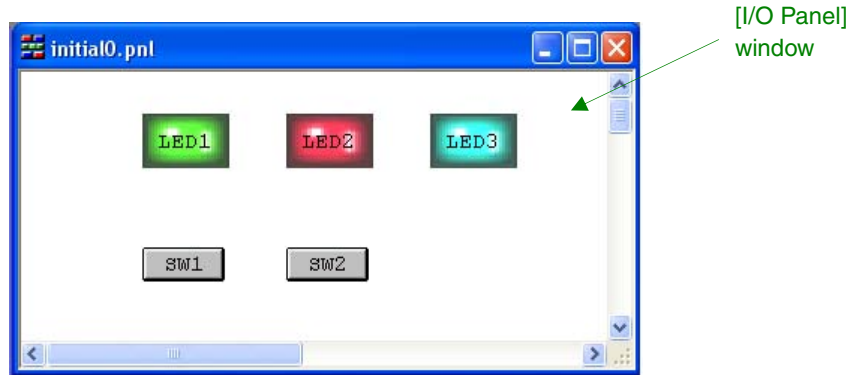 [I/O Panel]
window
initial0.pnl
LED1 LED2 LED3
SW1 SW2